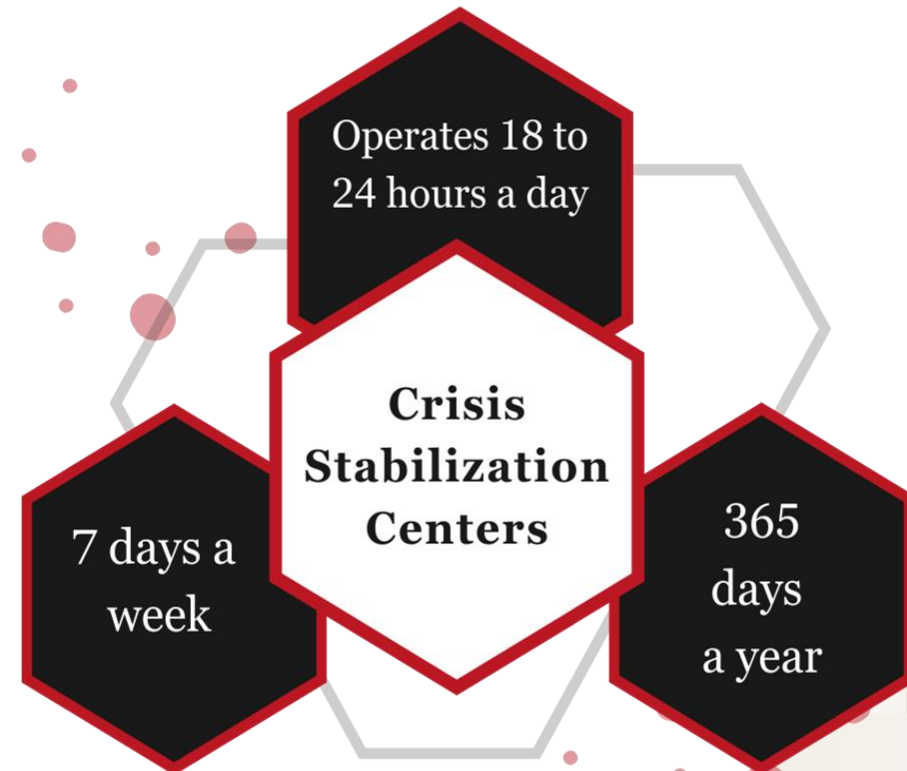 Operates 18 to
24 hours a day
Crisis
Stabilization
Centers
7 days a
week
365
days
a year